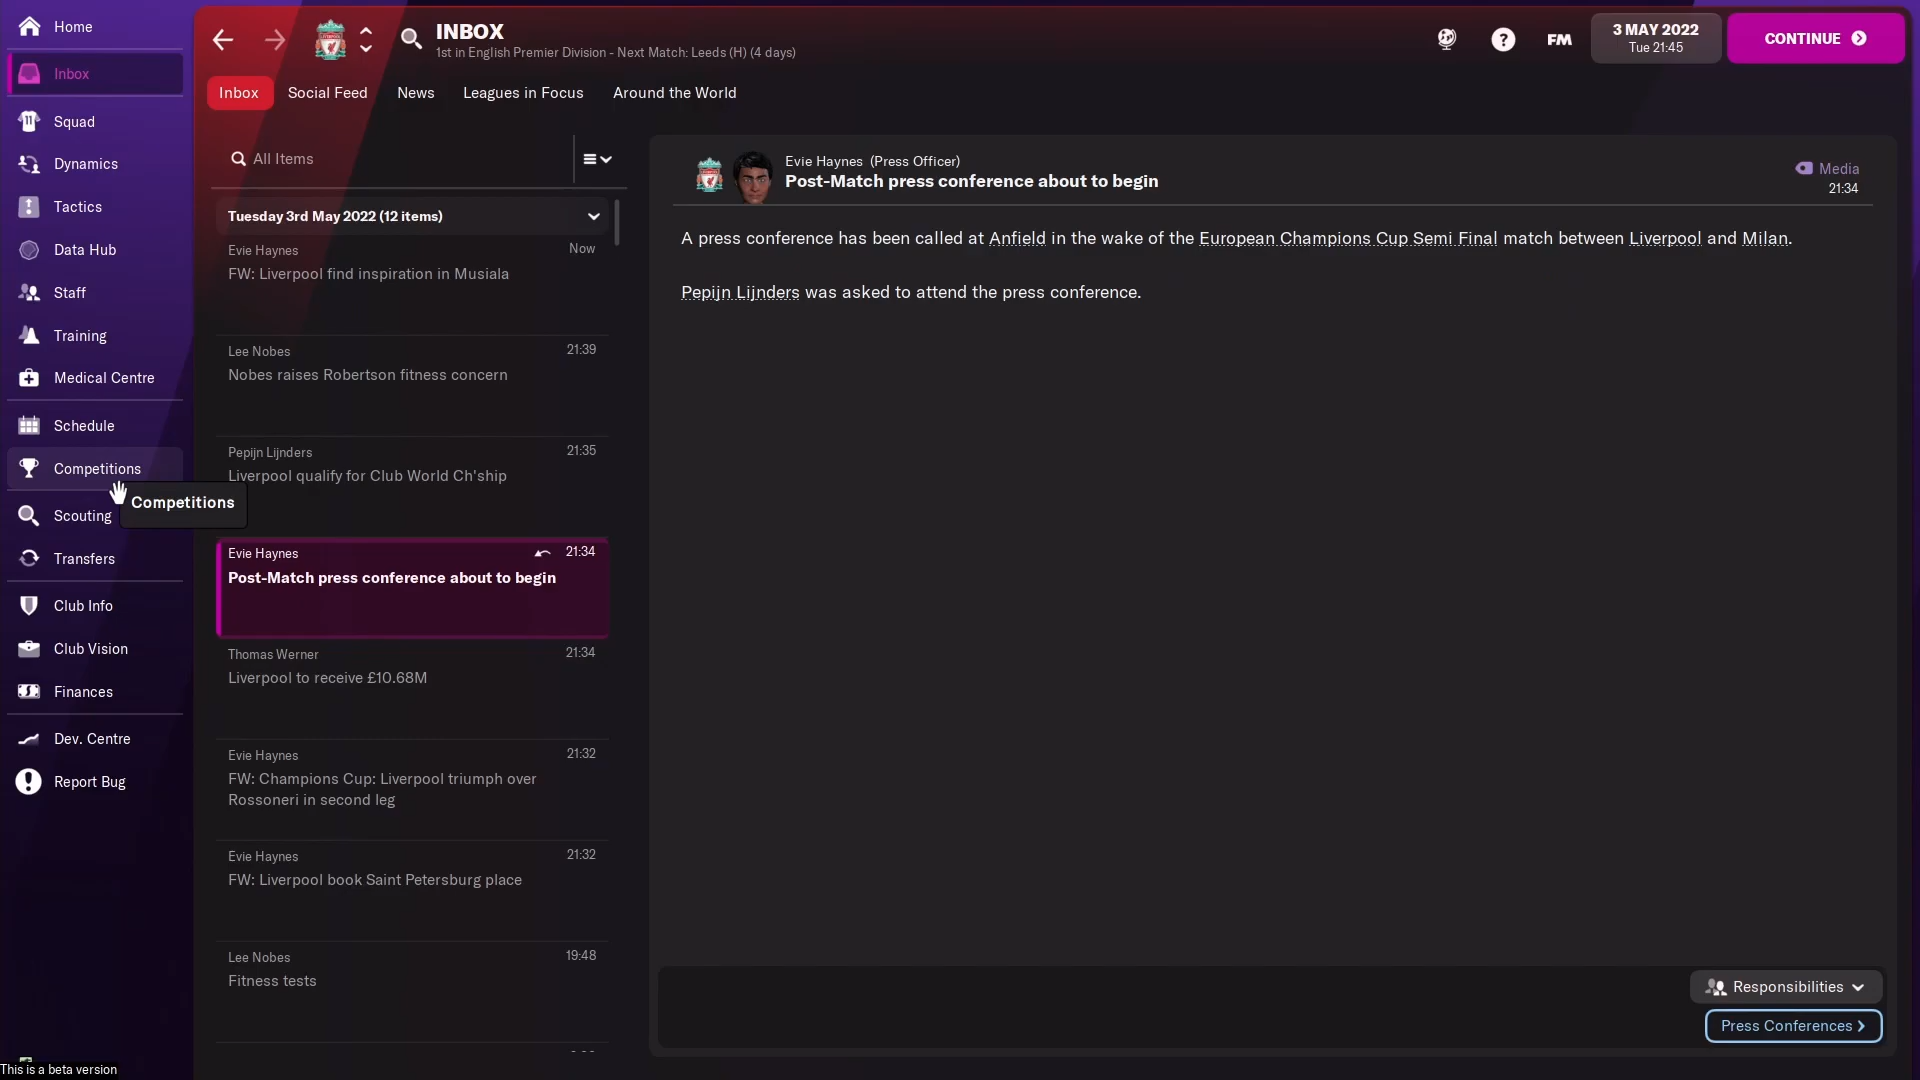 Home
Inbox
Squad
Dynamics
Tactics
Data Hub
Staff
Training
Medical Centre
Schedule
Competitions
Competitions
Scouting
Transfers
Club Info
Club Vision
Finances
Dev. Centre
Report Bug
This is a beta version
INBOX
1st in English Premier Division - Next Match: Leeds (H) (4 days)
FM
3 MAY 2022
Tue 21:45
CONTINUE
Inbox Social Feed News Leagues in Focus Around the World
All Items
Tuesday 3rd May 2022 (12 items)
Evie Haynes Now
FW: Liverpool find inspiration in Musiala
Lee Nobes 21:39
Nobes raises Robertson fitness concern
Pepijn Lijnders 21:35
Liverpool qualify for Club World Ch'ship
Evie Haynes 21:34
Post-Match press conference about to begin
Thomas Werner 21:34
Liverpool to receive £10.68M
Evie Haynes 21:32
FW: Champions Cup: Liverpool triumph over
Rossoneri in second leg
Evie Haynes 21:32
FW: Liverpool book Saint Petersburg place
Lee Nobes 19:48
Fitness tests
Evie Haynes (Press Officer)
Post-Match press conference about to begin
Media
21:34
A press conference has been called at Anfield in the wake of the European Champions Cup Semi Final match between Liverpool and Milan.
Pepijn Lijnders was asked to attend the press conference.
Responsibilities
Press Conferences